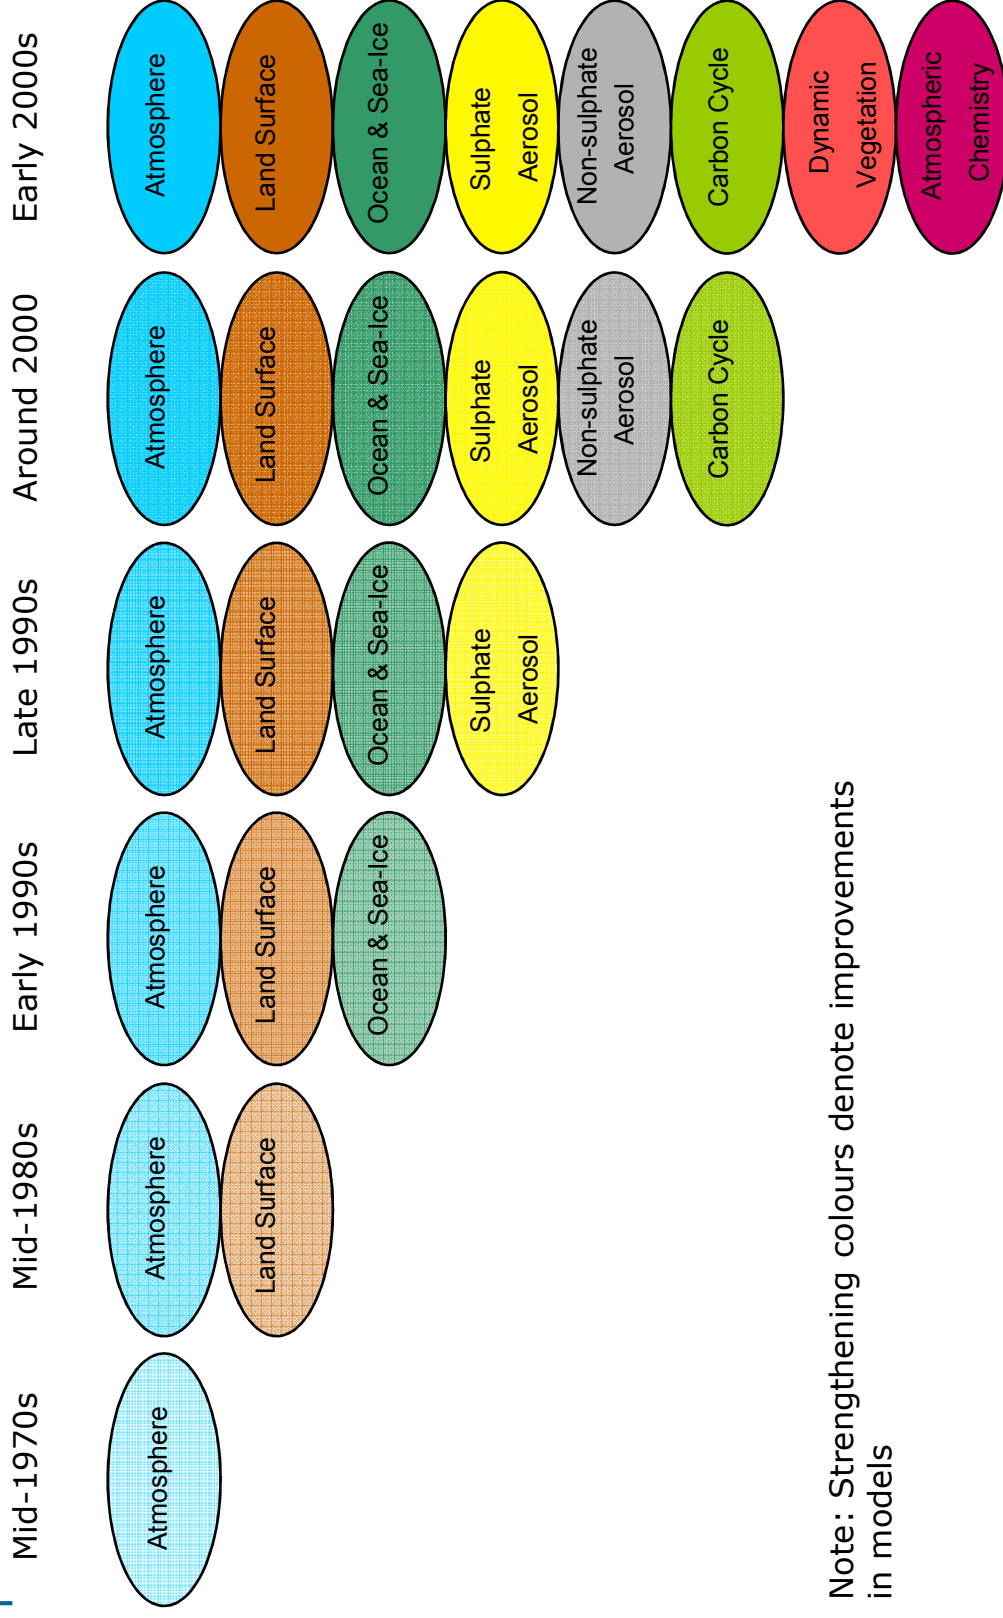 Mid-1970s
Mid-1980s
Early 1990s
Late 1990s
Around 2000
Early 2000s
Atmosphere
Atmosphere
Atmosphere
Atmosphere
Atmosphere
Atmosphere
Land Surface
Land Surface
Land Surface
Land Surface
Land Surface
Ocean & Sea-Ice
Ocean & Sea-Ice
Ocean & Sea-Ice
Ocean & Sea-Ice
Sulphate
Aerosol
Sulphate
Aerosol
Sulphate
Aerosol
Non-sulphate
Aerosol
Non-sulphate
Aerosol
Carbon Cycle
Carbon Cycle
Dynamic
Vegetation
Atmospheric
Chemistry
Note: Strengthening colours denote improvements
in models